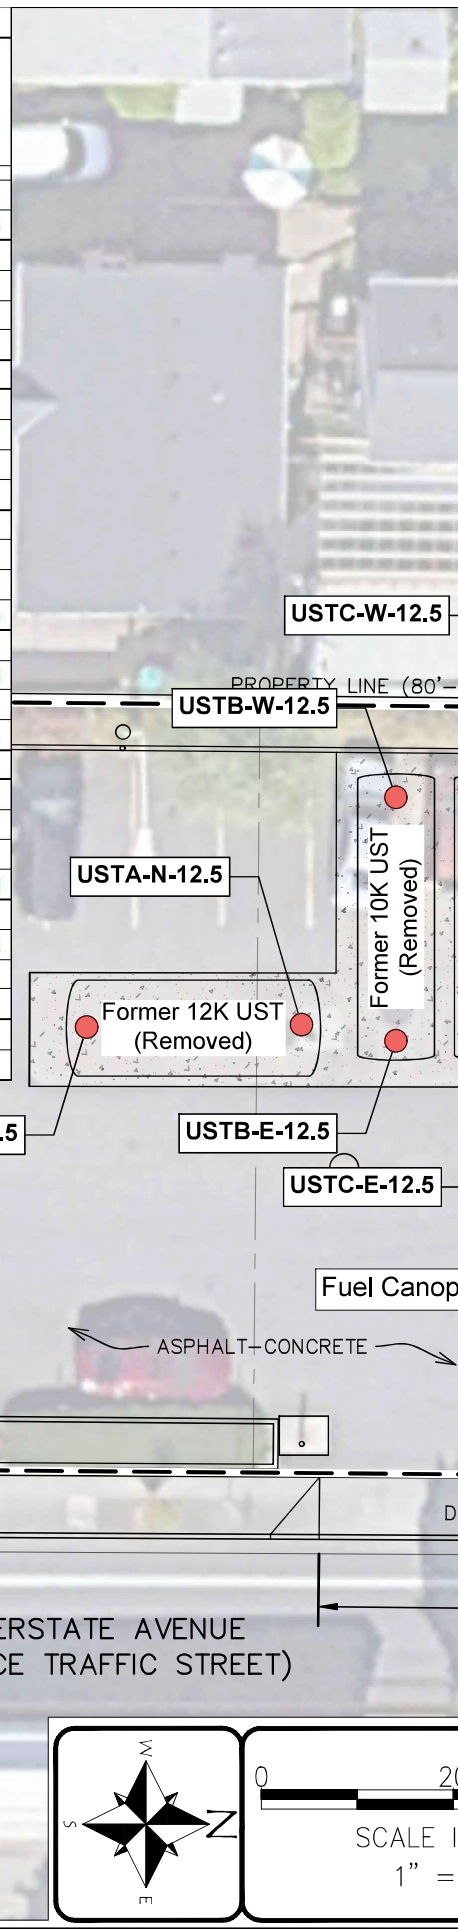 USTC-W-12.5
PROPERTY LINE (80'-
USTB-W-12.5
USTA-N-12.5
Former 10K UST
(Removed)
Former 12K UST
(Removed)
.5
USTB-E-12.5
USTC-E-12.5
Fuel Canop
ASPHALT-CONCRETE
D
ERSTATE AVENUE
CE TRAFFIC STREET)
W
S
N
E
0
20
SCALE I
1" =